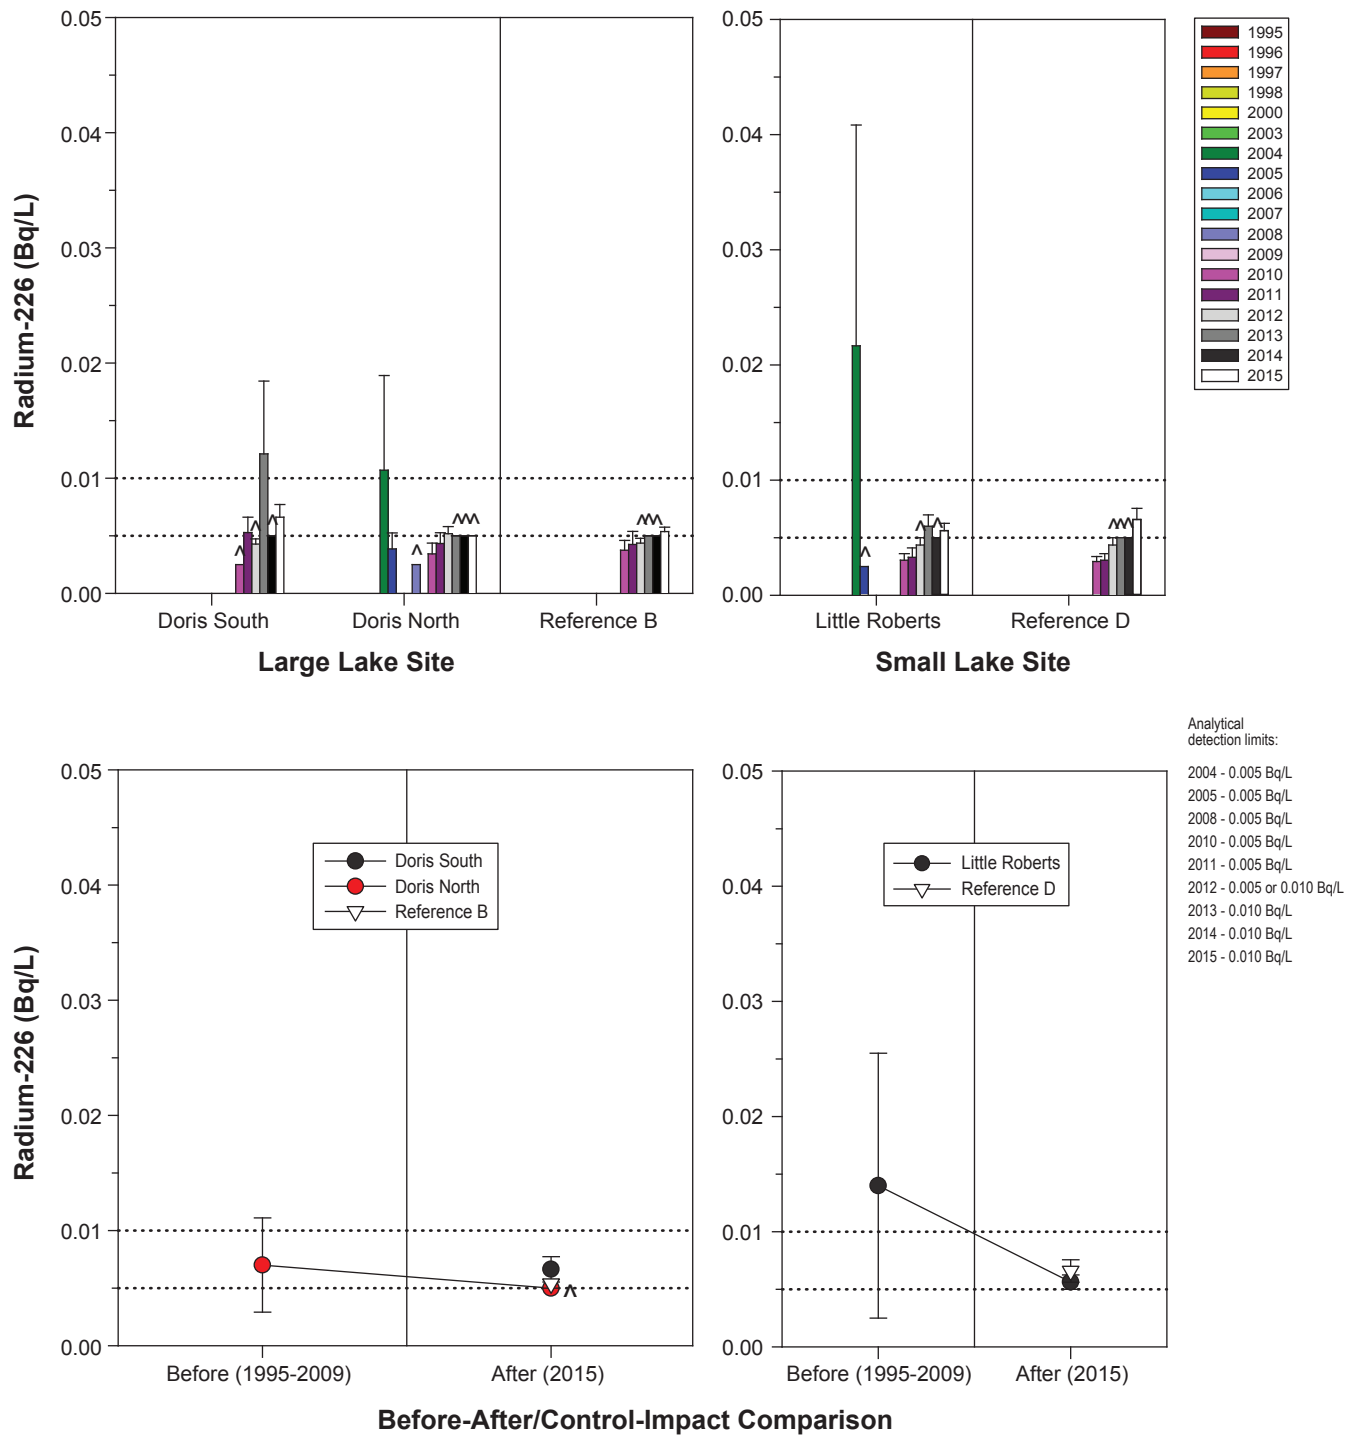 Radium-226 (Bq/L)
0.05
0.04
0.03
0.02
0.01
0.00
^ ^ ^ ^ ^^^ ^^^
Doris South Doris North Reference B
Large Lake Site
0.05
0.04
0.03
0.02
0.01
0.00
^ ^ ^ ^^^
Little Roberts Reference D
Small Lake Site
1995
1996
1997
1998
2000
2003
2004
2005
2006
2007
2008
2009
2010
2011
2012
2013
2014
2015
Radium-226 (Bq/L)
0.05
0.04
0.03
0.02
0.01
0.00
Doris South
Doris North
Reference B
^
Before (1995-2009) After (2015)
0.05
0.04
0.03
0.02
0.01
0.00
Little Roberts
Reference D
Before (1995-2009) After (2015)
Before-After/Control-Impact Comparison
Analytical
detection limits:
2004 - 0.005 Bq/L
2005 - 0.005 Bq/L
2008 - 0.005 Bq/L
2010 - 0.005 Bq/L
2011 - 0.005 Bq/L
2012 - 0.005 or 0.010 Bq/L
2013 - 0.010 Bq/L
2014 - 0.010 Bq/L
2015 - 0.010 Bq/L